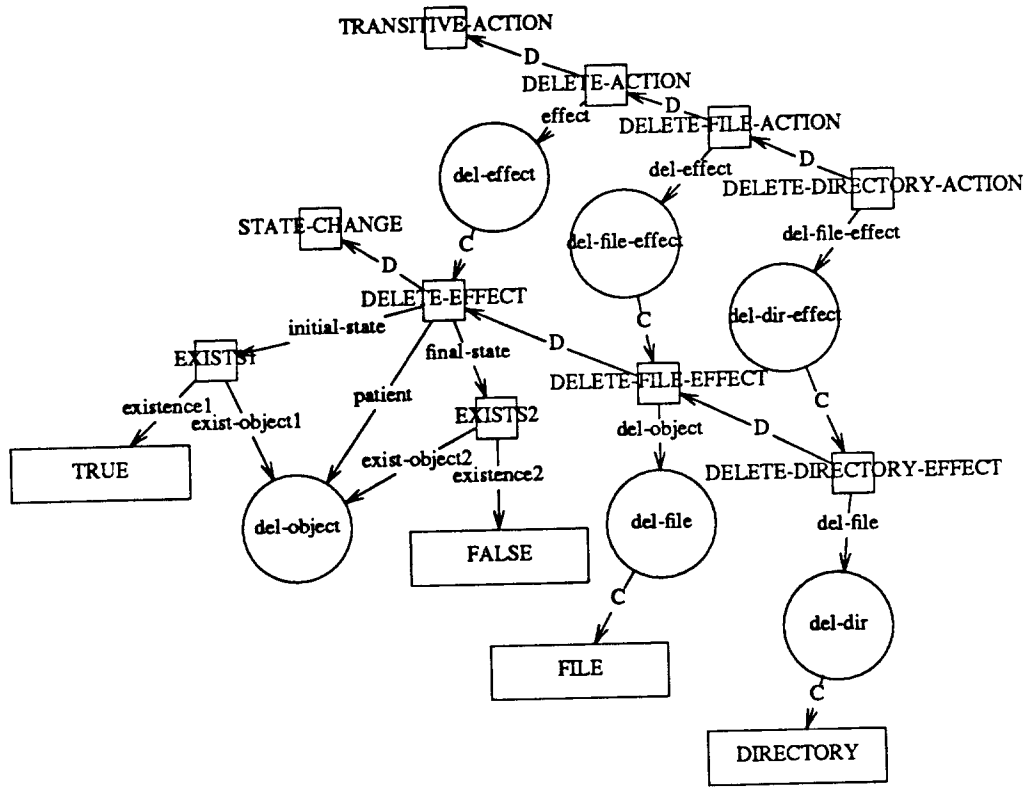 TRANSITIVE-ACTION
D
DELETE-ACTION
D
effect
DELETE-FILE-ACTION
D
del-effect
del-effect
DELETE-DIRECTORY-ACTION
STATE-CHANGE
C
del-file-effect
del-file-effect
D
DELETE-EFFECT
initial-state
C
del-dir-effect
final-state
D
EXISTS1
DELETE-FILE-EFFECT
existence1
patient
C
exist-object1
EXISTS2
del-object
D
TRUE
exist-object2
existence2
DELETE-DIRECTORY-EFFECT
del-object
del-file
del-file
FALSE
C
del-dir
FILE
C
DIRECTORY